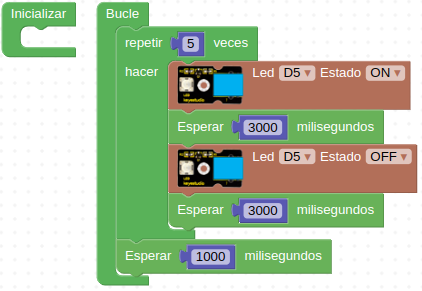 Inicializar
Bucle
repetir 5 veces
hacer
Led D5 Estado ON
Esperar 3000 milisegundos
Led D5 Estado OFF
Esperar 3000 milisegundos
Esperar 1000 milisegundos